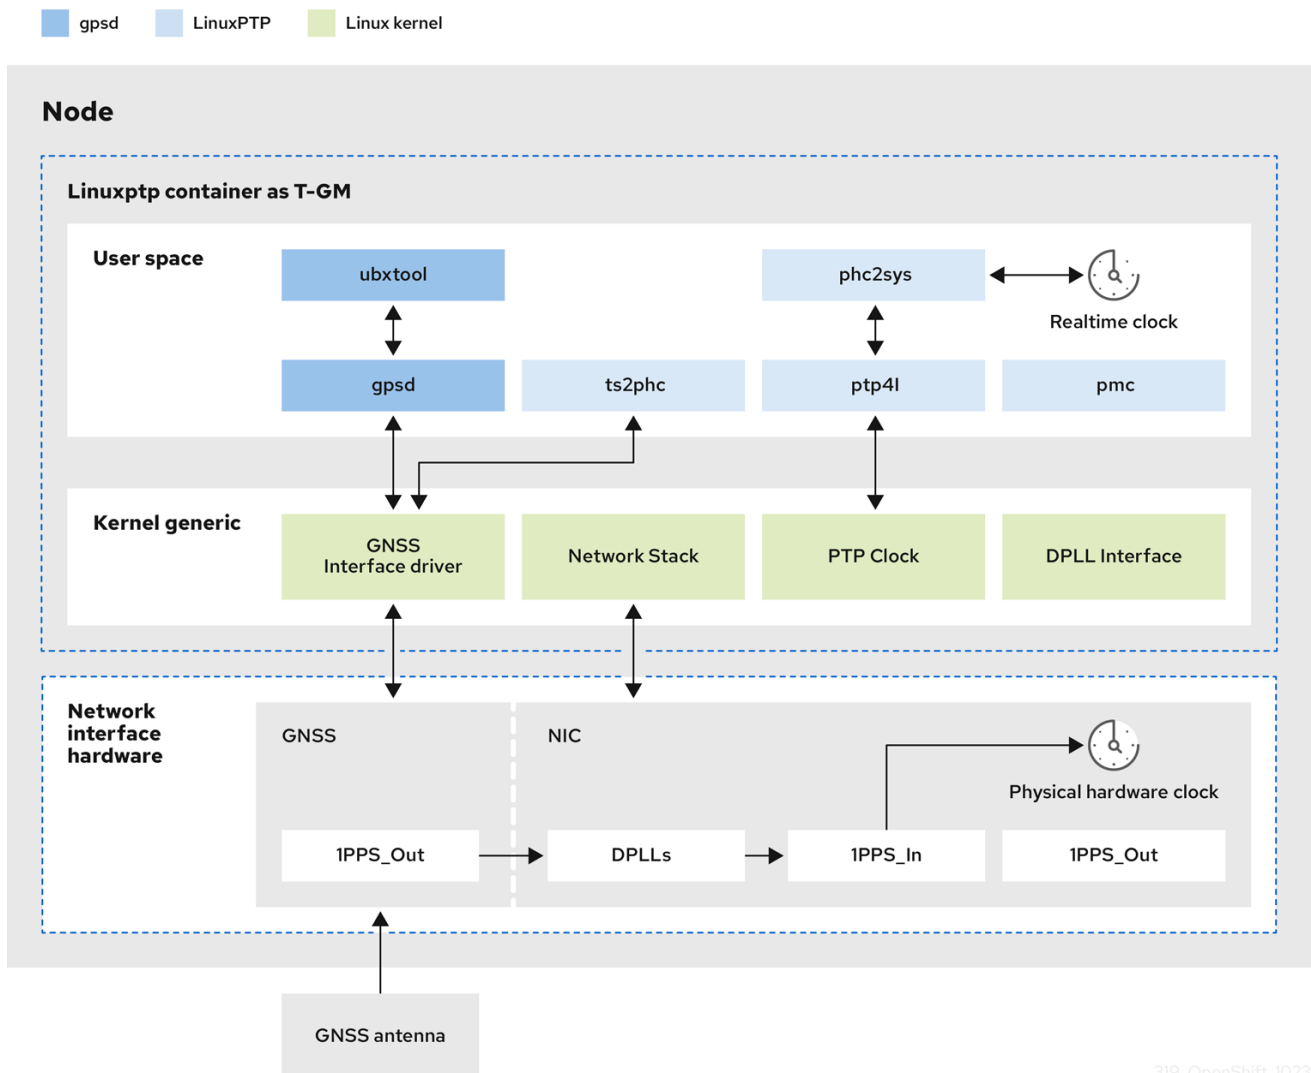 gpsd
LinuxPTP
Linux kernel
Node
Linuxptp container as T-GM
User space
ubxtool
phc2sys
Realtime clock
gpsd
ts2phc
ptp4l
pmc
Kernel generic
GNSS
Interface driver
Network Stack
PTP Clock
DPLL Interface
Network
interface
hardware
GNSS
NIC
Physical hardware clock
1PPS_Out
DPLLs
1PPS_In
1PPS_Out
GNSS antenna
319_OpenShift_1023